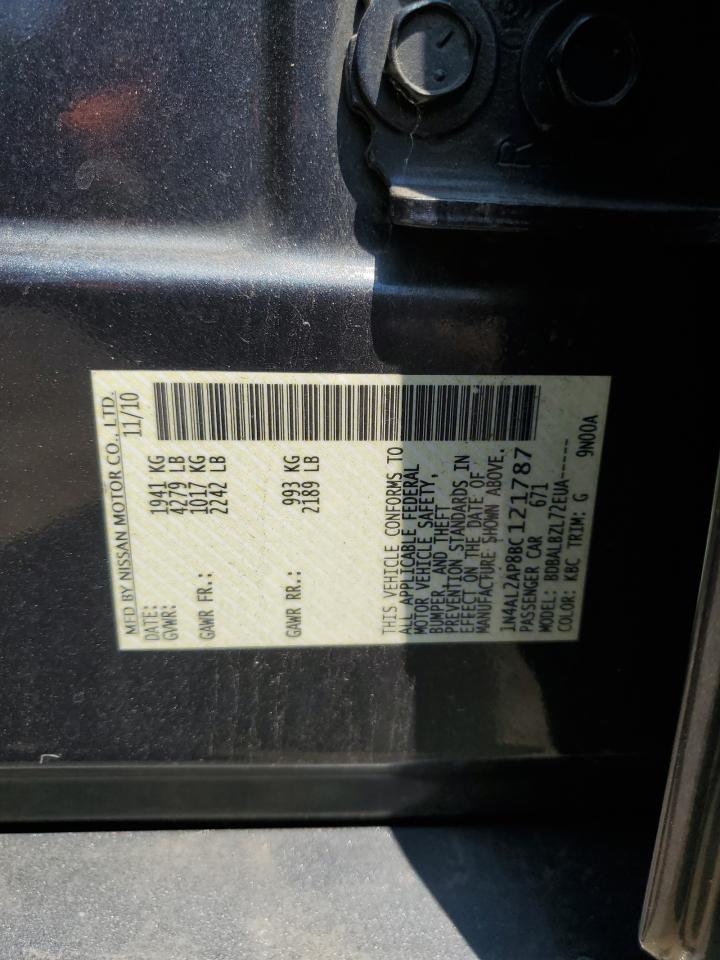 MFD BY NISSAN MOTOR CO., LTD.
DATE: 11/10
GVWR: 1941 KG
4279 LB
GAWR FR.: 1017 KG
2242 LB
GAWR RR.: 993 KG
2189 LB
THIS VEHICLE CONFORMS TO
ALL APPLICABLE FEDERAL
MOTOR VEHICLE SAFETY,
BUMPER, AND THEFT
PREVENTION STANDARDS IN
EFFECT ON THE DATE OF
MANUFACTURE SHOWN ABOVE.
1N4AL2AP8BC121787
PASSENGER CAR 671
MODEL: BDBALBZL72EUA-----
COLOR: KBC TRIM: G 9N00A
R